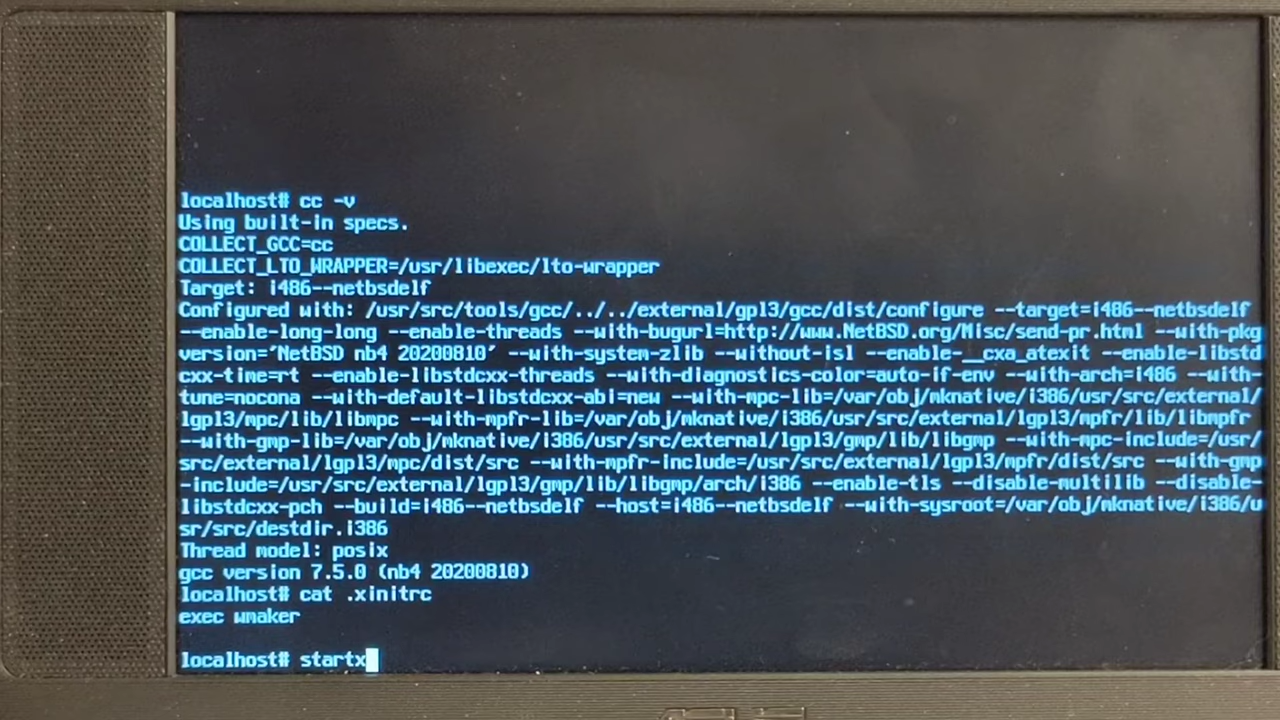 localhost# cc -v
Using built-in specs.
COLLECT_GCC=cc
COLLECT_LTO_WRAPPER=/usr/libexec/lto-wrapper
Target: i486--netbsdelf
Configured with: /usr/src/tools/gcc/../../external/gpl3/gcc/dist/configure --target=i486--netbsdelf
--enable-long-long --enable-threads --with-bugurl=http://www.NetBSD.org/Misc/send-pr.html --with-pkg
version='NetBSD nb4 20200810' --with-system-zlib --without-isl --enable-__cxa_atexit --enable-libstd
cxx-time=rt --enable-libstdcxx-threads --with-diagnostics-color=auto-if-env --with-arch=i486 --with-
tune=nocona --with-default-libstdcxx-abi=new --with-mpc-lib=/var/obj/mknative/i386/usr/src/external/
lgpl3/mpc/lib/libmpc --with-mpfr-lib=/var/obj/mknative/i386/usr/src/external/lgpl3/mpfr/lib/libmpfr
--with-gmp-lib=/var/obj/mknative/i386/usr/src/external/lgpl3/gmp/lib/libgmp --with-mpc-include=/usr/
src/external/lgpl3/mpc/dist/src --with-mpfr-include=/usr/src/external/lgpl3/mpfr/dist/src --with-gmp
-include=/usr/src/external/lgpl3/gmp/lib/libgmp/arch/i386 --enable-tls --disable-multilib --disable-
libstdcxx-pch --build=i486--netbsdelf --host=i486--netbsdelf --with-sysroot=/var/obj/mknative/i386/u
sr/src/destdir.i386
Thread model: posix
gcc version 7.5.0 (nb4 20200810)
localhost# cat .xinitrc
exec wmaker
localhost# startx